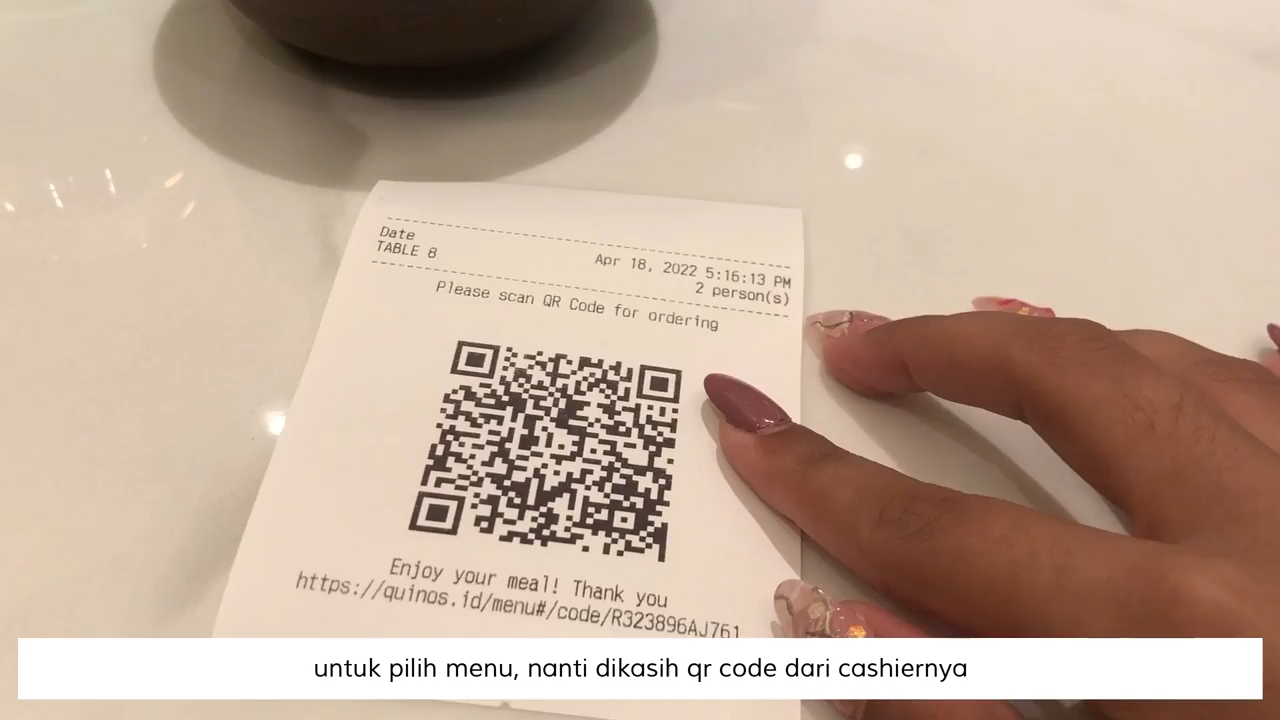 Date
Apr 18, 2022 5:16:13 PM
TABLE 8
2 person(s)
Please scan QR Code for ordering
Enjoy your meal! Thank you
https://quinos.id/menu#/code/R323896AJ761
untuk pilih menu, nanti dikasih qr code dari cashiernya